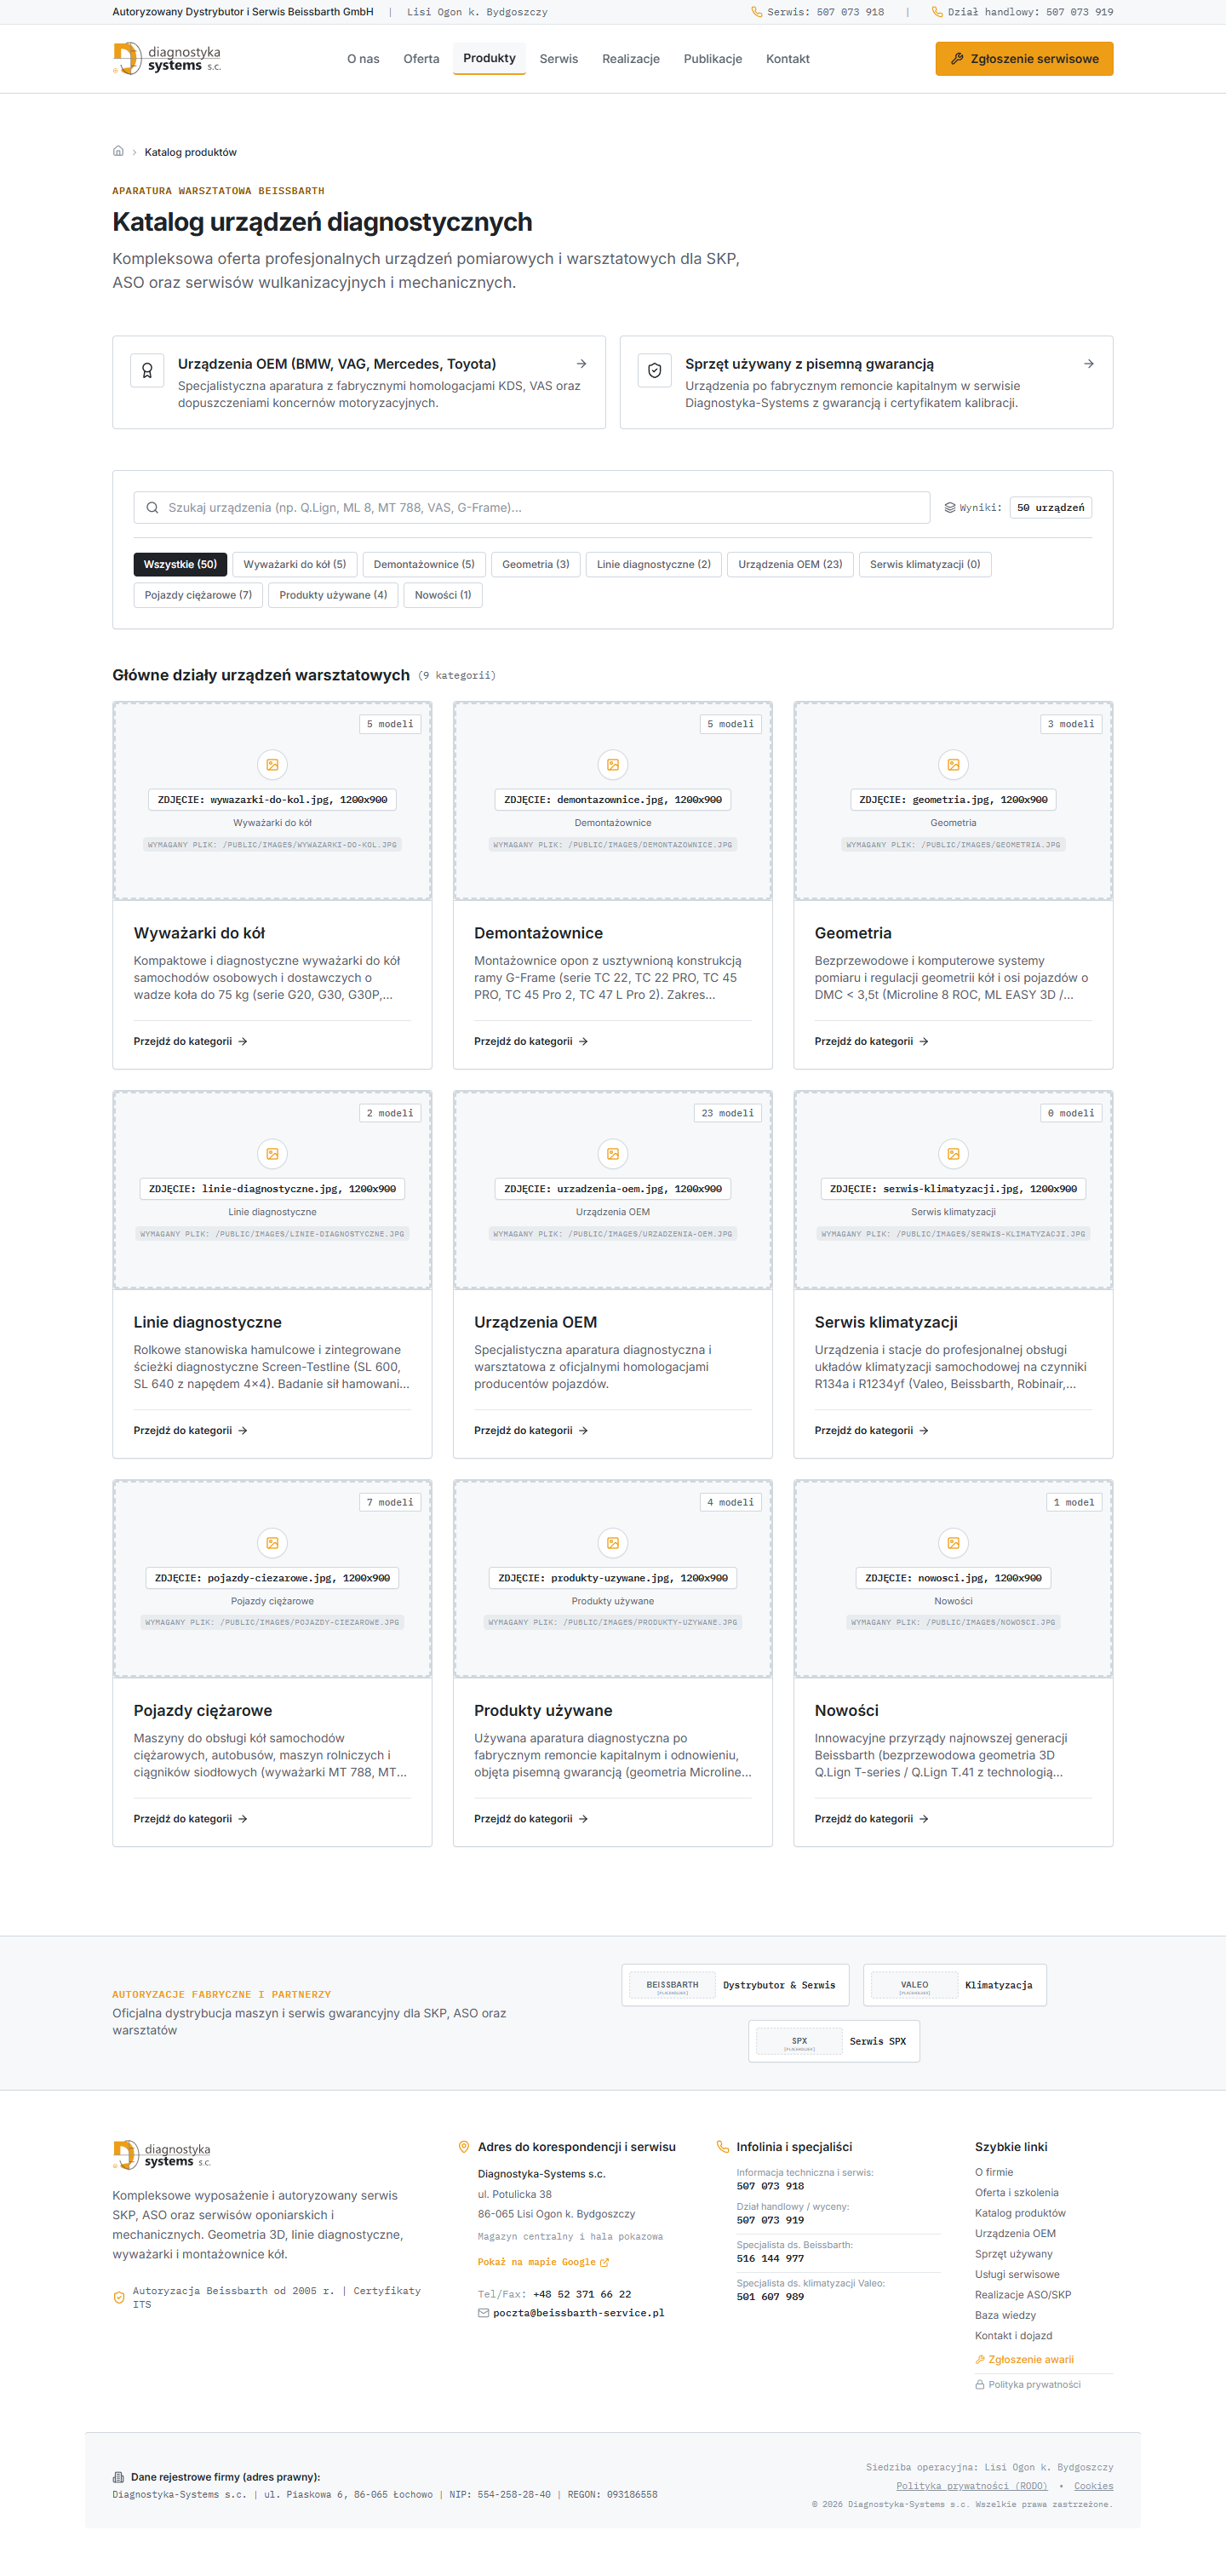 Autoryzowany Dystrybutor i Serwis Beissbarth GmbH | Lisi Ogon k. Bydgoszczy
Serwis: 507 073 918 | Dział handlowy: 507 073 919
diagnostyka
systems s.c.
O nas Oferta Produkty Serwis Realizacje Publikacje Kontakt
Zgłoszenie serwisowe
Katalog produktów
APARATURA WARSZTATOWA BEISSBARTH
Katalog urządzeń diagnostycznych
Kompleksowa oferta profesjonalnych urządzeń pomiarowych i warsztatowych dla SKP,
ASO oraz serwisów wulkanizacyjnych i mechanicznych.
Urządzenia OEM (BMW, VAG, Mercedes, Toyota)
Specjalistyczna aparatura z fabrycznymi homologacjami KDS, VAS oraz
dopuszczeniami koncernów motoryzacyjnych.
Sprzęt używany z pisemną gwarancją
Urządzenia po fabrycznym remoncie kapitalnym w serwisie
Diagnostyka-Systems z gwarancją i certyfikatem kalibracji.
Szukaj urządzenia (np. Q.Lign, ML 8, MT 788, VAS, G-Frame)...
Wyniki: 50 urządzeń
Wszystkie (50) Wyważarki do kół (5) Demontażownice (5) Geometria (3) Linie diagnostyczne (2) Urządzenia OEM (23) Serwis klimatyzacji (0)
Pojazdy ciężarowe (7) Produkty używane (4) Nowości (1)
Główne działy urządzeń warsztatowych (9 kategorii)
5 modeli
ZDJĘCIE: wywazarki-do-kol.jpg, 1200x900
Wyważarki do kół
WYMAGANY PLIK: /PUBLIC/IMAGES/WYWAZARKI-DO-KOL.JPG
Wyważarki do kół
Kompaktowe i diagnostyczne wyważarki do kół
samochodów osobowych i dostawczych o
wadze koła do 75 kg (serie G20, G30, G30P,...
Przejdź do kategorii
5 modeli
ZDJĘCIE: demontazownice.jpg, 1200x900
Demontażownice
WYMAGANY PLIK: /PUBLIC/IMAGES/DEMONTAZOWNICE.JPG
Demontażownice
Montażownice opon z usztywnioną konstrukcją
ramy G-Frame (serie TC 22, TC 22 PRO, TC 45
PRO, TC 45 Pro 2, TC 47 L Pro 2). Zakres...
Przejdź do kategorii
3 modeli
ZDJĘCIE: geometria.jpg, 1200x900
Geometria
WYMAGANY PLIK: /PUBLIC/IMAGES/GEOMETRIA.JPG
Geometria
Bezprzewodowe i komputerowe systemy
pomiaru i regulacji geometrii kół i osi pojazdów o
DMC < 3,5t (Microline 8 ROC, ML EASY 3D /...
Przejdź do kategorii
2 modeli
ZDJĘCIE: linie-diagnostyczne.jpg, 1200x900
Linie diagnostyczne
WYMAGANY PLIK: /PUBLIC/IMAGES/LINIE-DIAGNOSTYCZNE.JPG
Linie diagnostyczne
Rolkowe stanowiska hamulcowe i zintegrowane
ścieżki diagnostyczne Screen-Testline (SL 600,
SL 640 z napędem 4×4). Badanie sił hamowani...
Przejdź do kategorii
23 modeli
ZDJĘCIE: urzadzenia-oem.jpg, 1200x900
Urządzenia OEM
WYMAGANY PLIK: /PUBLIC/IMAGES/URZADZENIA-OEM.JPG
Urządzenia OEM
Specjalistyczna aparatura diagnostyczna i
warsztatowa z oficjalnymi homologacjami
producentów pojazdów.
Przejdź do kategorii
0 modeli
ZDJĘCIE: serwis-klimatyzacji.jpg, 1200x900
Serwis klimatyzacji
WYMAGANY PLIK: /PUBLIC/IMAGES/SERWIS-KLIMATYZACJI.JPG
Serwis klimatyzacji
Urządzenia i stacje do profesjonalnej obsługi
układów klimatyzacji samochodowej na czynniki
R134a i R1234yf (Valeo, Beissbarth, Robinair,...
Przejdź do kategorii
7 modeli
ZDJĘCIE: pojazdy-ciezarowe.jpg, 1200x900
Pojazdy ciężarowe
WYMAGANY PLIK: /PUBLIC/IMAGES/POJAZDY-CIEZAROWE.JPG
Pojazdy ciężarowe
Maszyny do obsługi kół samochodów
ciężarowych, autobusów, maszyn rolniczych i
ciągników siodłowych (wyważarki MT 788, MT...
Przejdź do kategorii
4 modeli
ZDJĘCIE: produkty-uzywane.jpg, 1200x900
Produkty używane
WYMAGANY PLIK: /PUBLIC/IMAGES/PRODUKTY-UZYWANE.JPG
Produkty używane
Używana aparatura diagnostyczna po
fabrycznym remoncie kapitalnym i odnowieniu,
objęta pisemną gwarancją (geometria Microline...
Przejdź do kategorii
1 model
ZDJĘCIE: nowosci.jpg, 1200x900
Nowości
WYMAGANY PLIK: /PUBLIC/IMAGES/NOWOSCI.JPG
Nowości
Innowacyjne przyrządy najnowszej generacji
Beissbarth (bezprzewodowa geometria 3D
Q.Lign T-series / Q.Lign T.41 z technologią...
Przejdź do kategorii
AUTORYZACJE FABRYCZNE I PARTNERZY
Oficjalna dystrybucja maszyn i serwis gwarancyjny dla SKP, ASO oraz
warsztatów
BEISSBARTH
[PLACEHOLDER]
Dystrybutor & Serwis
VALEO
[PLACEHOLDER]
Klimatyzacja
SPX
[PLACEHOLDER]
Serwis SPX
diagnostyka
systems s.c.
Kompleksowe wyposażenie i autoryzowany serwis
SKP, ASO oraz serwisów oponiarskich i
mechanicznych. Geometria 3D, linie diagnostyczne,
wyważarki i montażownice kół.
Autoryzacja Beissbarth od 2005 r. | Certyfikaty
ITS
Adres do korespondencji i serwisu
Diagnostyka-Systems s.c.
ul. Potulicka 38
86-065 Lisi Ogon k. Bydgoszczy
Magazyn centralny i hala pokazowa
Pokaż na mapie Google
Tel/Fax: +48 52 371 66 22
poczta@beissbarth-service.pl
Infolinia i specjaliści
Informacja techniczna i serwis:
507 073 918
Dział handlowy / wyceny:
507 073 919
Specjalista ds. Beissbarth:
516 144 977
Specjalista ds. klimatyzacji Valeo:
501 607 989
Szybkie linki
O firmie
Oferta i szkolenia
Katalog produktów
Urządzenia OEM
Sprzęt używany
Usługi serwisowe
Realizacje ASO/SKP
Baza wiedzy
Kontakt i dojazd
Zgłoszenie awarii
Polityka prywatności
Dane rejestrowe firmy (adres prawny):
Diagnostyka-Systems s.c. | ul. Piaskowa 6, 86-065 Łochowo | NIP: 554-258-28-40 | REGON: 093186558
Siedziba operacyjna: Lisi Ogon k. Bydgoszczy
Polityka prywatności (RODO) • Cookies
© 2026 Diagnostyka-Systems s.c. Wszelkie prawa zastrzeżone.